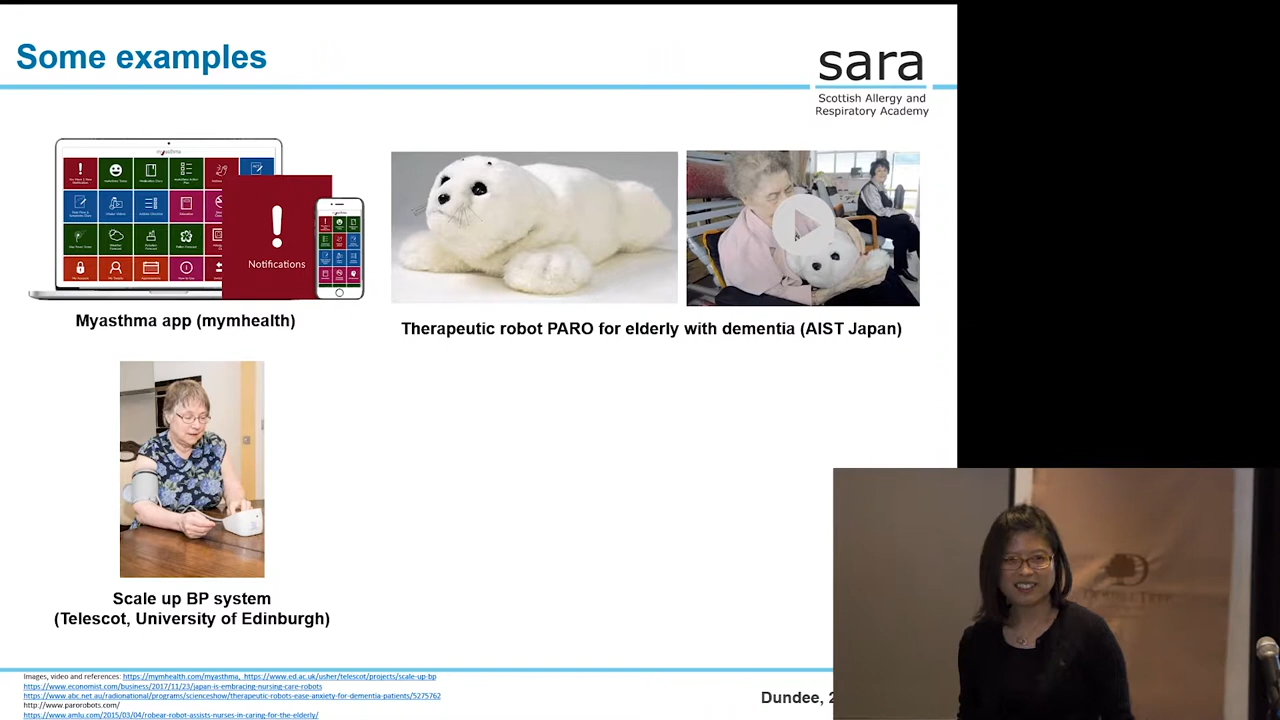 Some examples
sara
Scottish Allergy and
Respiratory Academy
myasthma
Notifications
Myasthma app (mymhealth)
Therapeutic robot PARO for elderly with dementia (AIST Japan)
Scale up BP system
(Telescot, University of Edinburgh)
Images, video and references: https://mymhealth.com/myasthma, https://www.ed.ac.uk/usher/telescot/projects/scale-up-bp
https://www.economist.com/business/2017/11/23/japan-is-embracing-nursing-care-robots
https://www.abc.net.au/radionational/programs/scienceshow/therapeutic-robots-ease-anxiety-for-dementia-patients/5275762
http://www.parorobots.com/
https://www.amlu.com/2015/03/04/robear-robot-assists-nurses-in-caring-for-the-elderly/
Dundee, 2